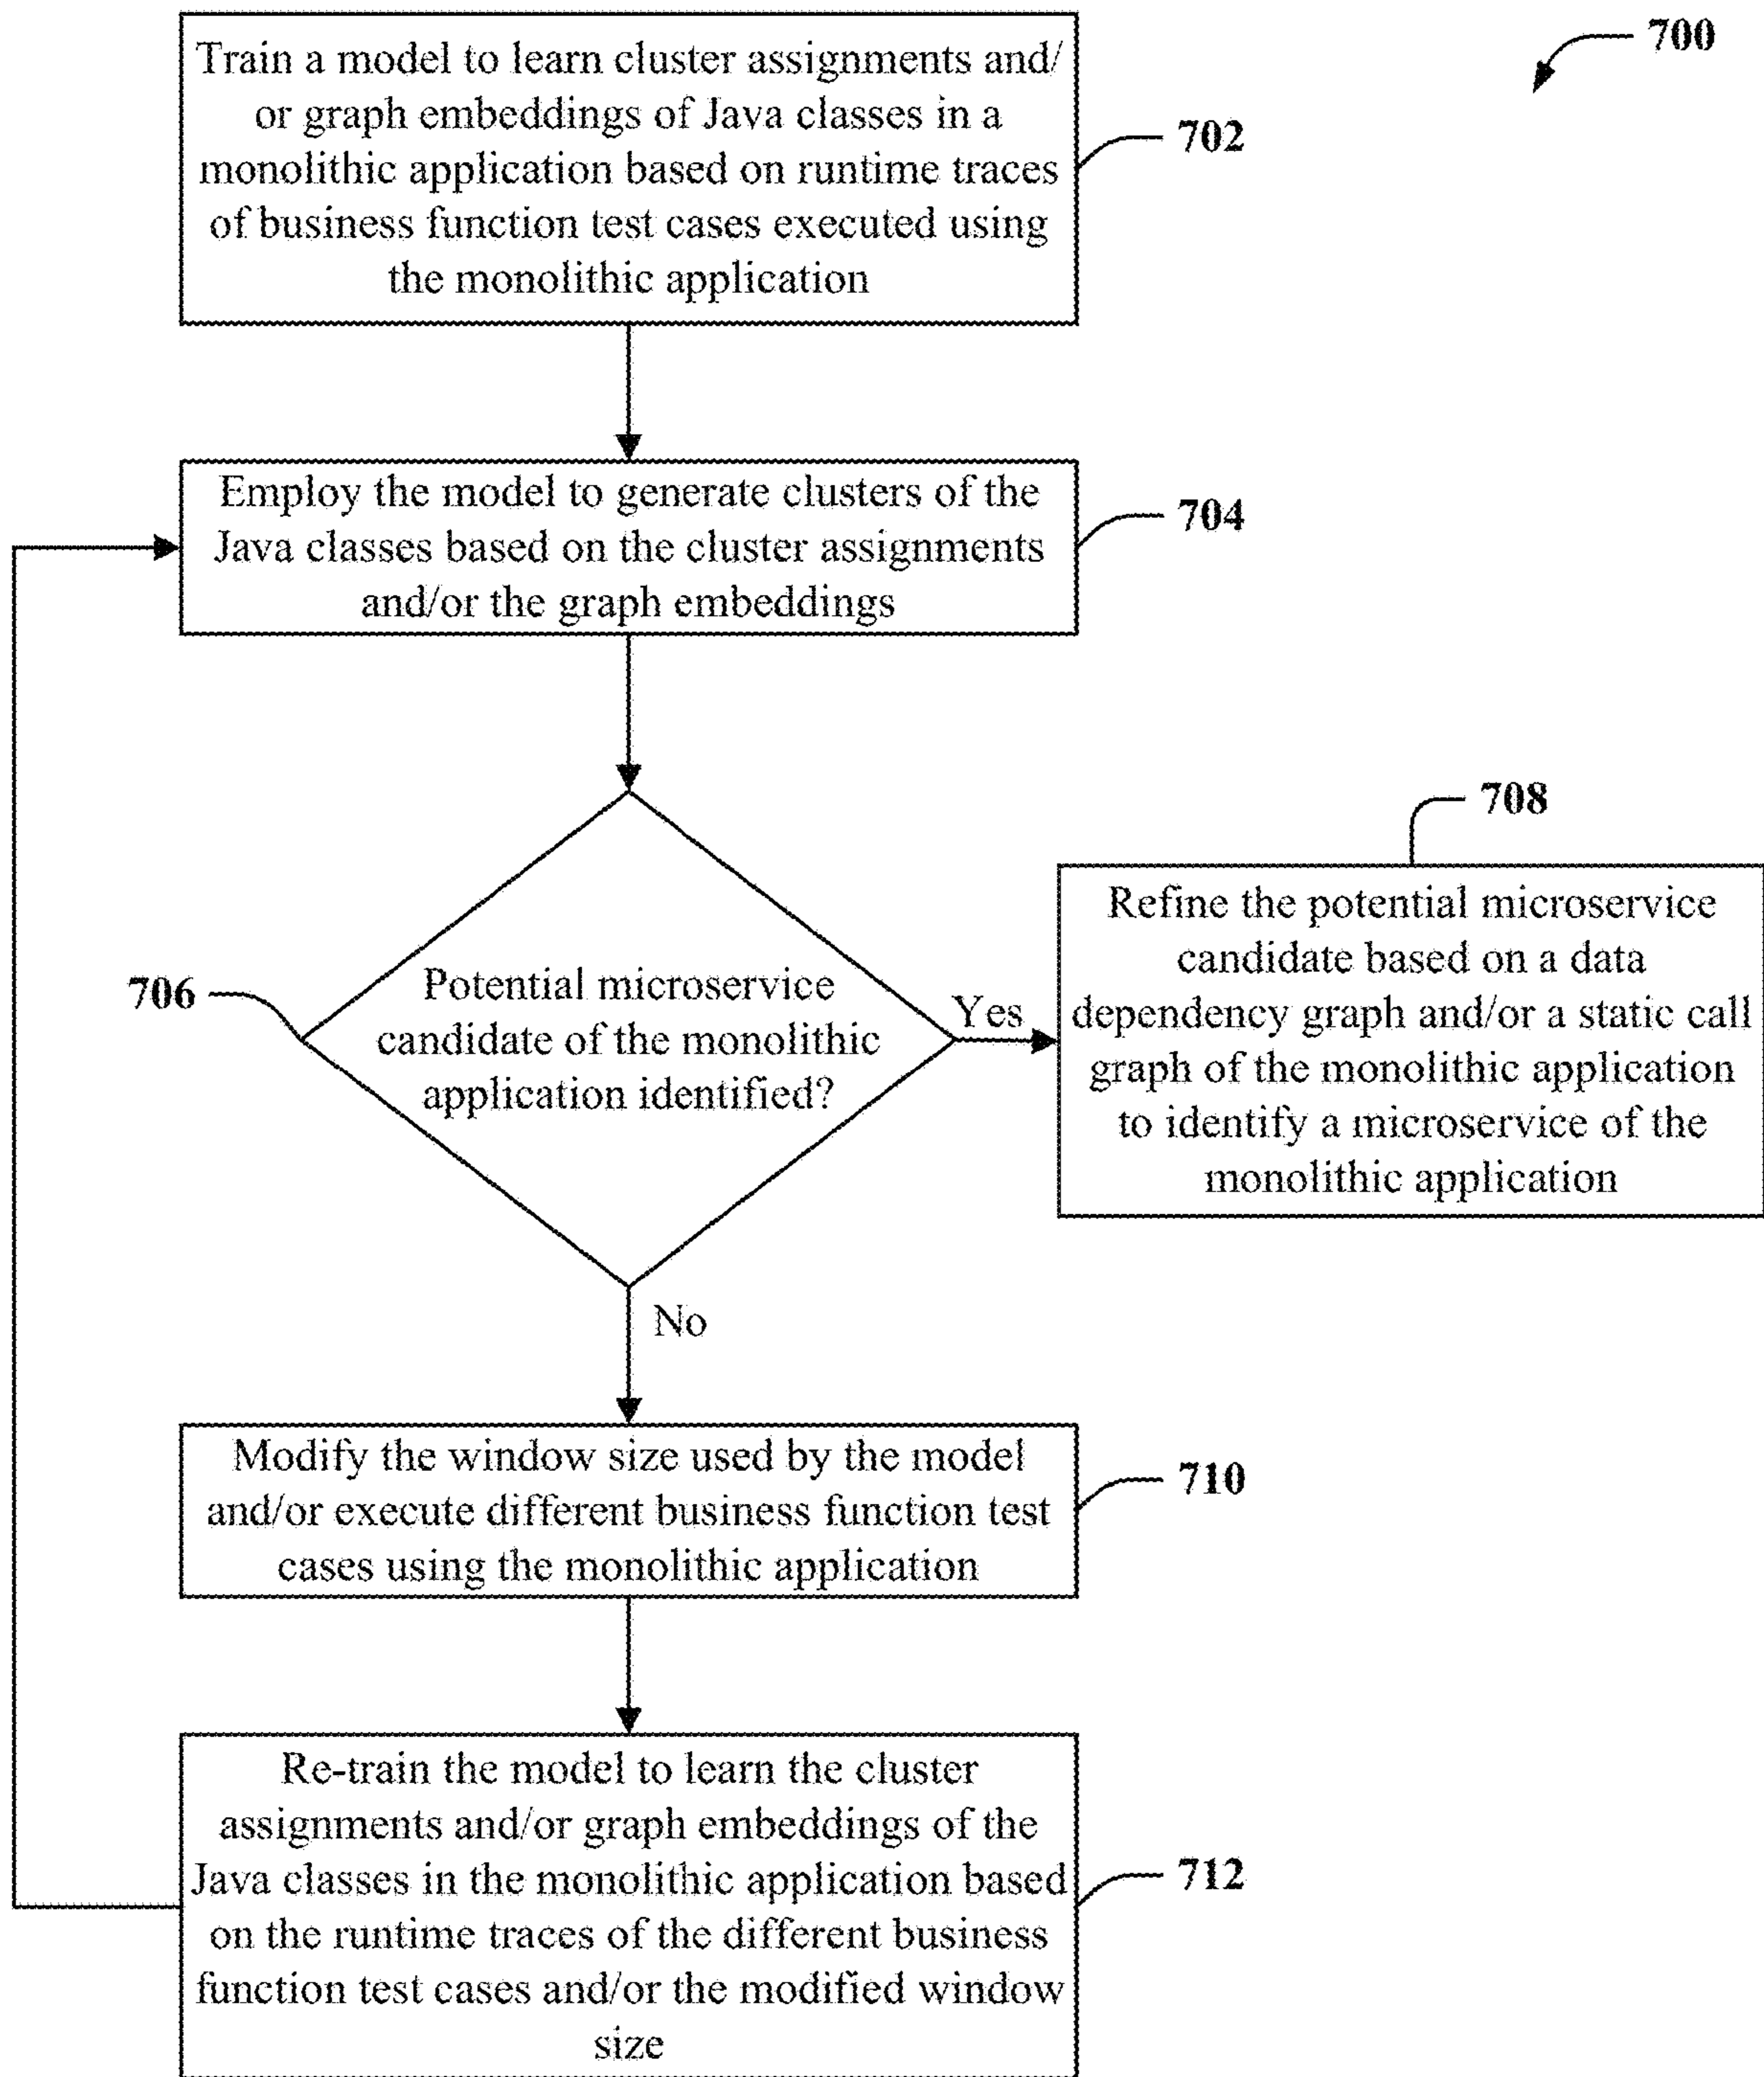 700
Train a model to learn cluster assignments and/
or graph embeddings of Java classes in a
monolithic application based on runtime traces
of business function test cases executed using
the monolithic application
702
Employ the model to generate clusters of the
Java classes based on the cluster assignments
and/or the graph embeddings
704
706
Potential microservice
candidate of the monolithic
application identified?
Yes
708
Refine the potential microservice
candidate based on a data
dependency graph and/or a static call
graph of the monolithic application
to identify a microservice of the
monolithic application
No
Modify the window size used by the model
and/or execute different business function test
cases using the monolithic application
710
Re-train the model to learn the cluster
assignments and/or graph embeddings of the
Java classes in the monolithic application based
on the runtime traces of the different business
function test cases and/or the modified window
size
712